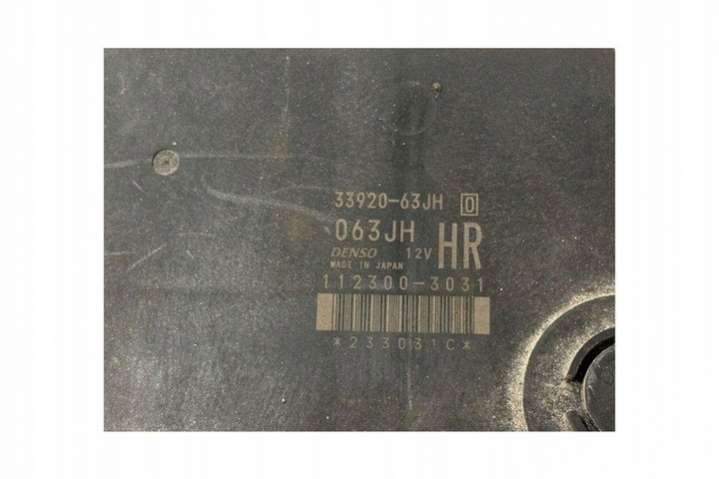 33920-63JH 0
063JH HR
DENSO 12V
MADE IN JAPAN
112300-3031
*233031C*